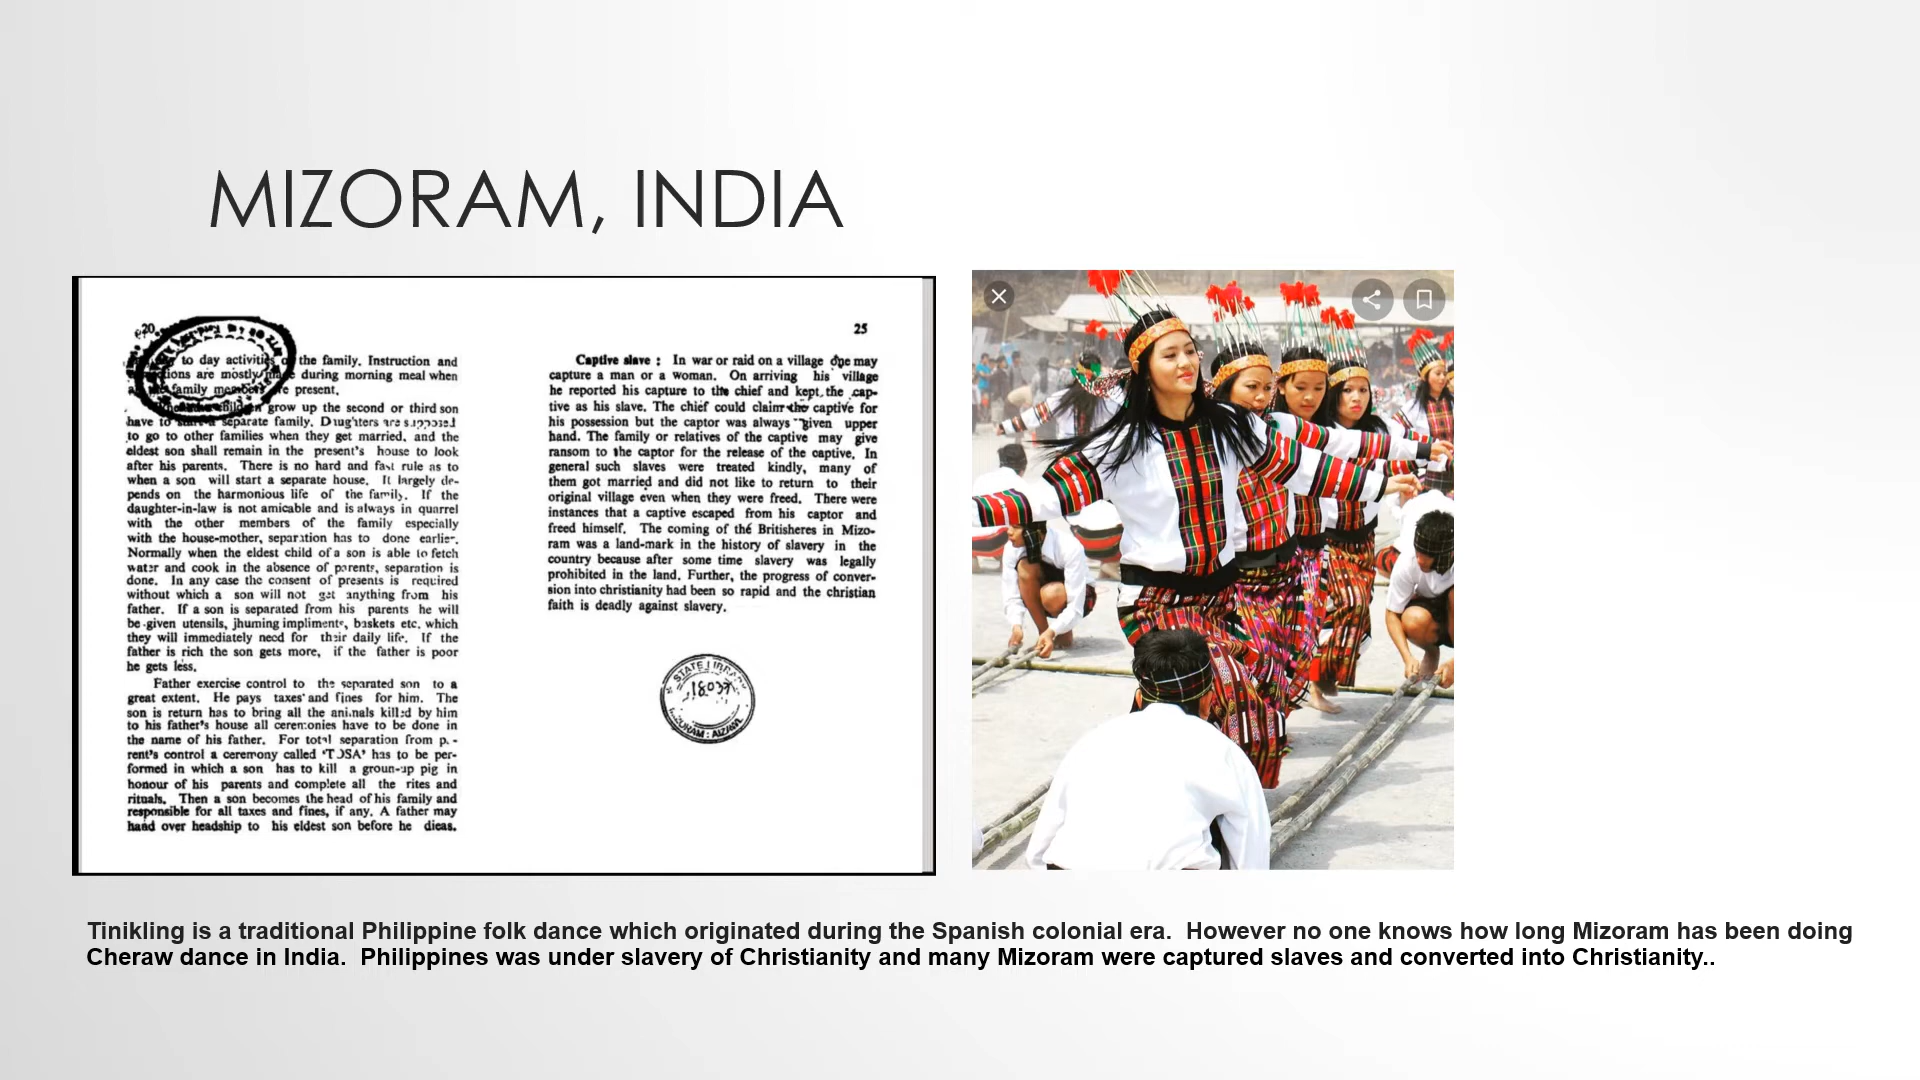 MIZORAM, INDIA
20
to day activities of the family. Instruction and
are mostly made during morning meal when
family members are present.
grow up the second or third son
have to start a separate family. Daughters are supposed
to go to other families when they get married, and the
eldest son shall remain in the present's house to look
after his parents. There is no hard and fast rule as to
when a son will start a separate house. It largely de-
pends on the harmonious life of the family. If the
daughter-in-law is not amicable and is always in quarrel
with the other members of the family especially
with the house-mother, separation has to done earlier.
Normally when the eldest child of a son is able to fetch
water and cook in the absence of parents, separation is
done. In any case the consent of presents is required
without which a son will not get anything from his
father. If a son is separated from his parents he will
be given utensils, jhuming impliments, baskets etc. which
they will immediately need for their daily life. If the
father is rich the son gets more, if the father is poor
he gets less.
Father exercise control to the separated son to a
great extent. He pays taxes and fines for him. The
son is return has to bring all the animals killed by him
to his father's house all ceremonies have to be done in
the name of his father. For total separation from p. -
rent's control a ceremony called 'TOSA' has to be per-
formed in which a son has to kill a groun-up pig in
honour of his parents and complete all the rites and
rituals. Then a son becomes the head of his family and
responsible for all taxes and fines, if any. A father may
hand over headship to his eldest son before he dieas.
25
Captive slave : In war or raid on a village one may
capture a man or a woman. On arriving his village
he reported his capture to the chief and kept the cap-
tive as his slave. The chief could claim the captive for
his possession but the captor was always given upper
hand. The family or relatives of the captive may give
ransom to the captor for the release of the captive. In
general such slaves were treated kindly, many of
them got married and did not like to return to their
original village even when they were freed. There were
instances that a captive escaped from his captor and
freed himself. The coming of the Britisheres in Mizo-
ram was a land-mark in the history of slavery in the
country because after some time slavery was legally
prohibited in the land. Further, the progress of conver-
sion into christianity had been so rapid and the christian
faith is deadly against slavery.
STATE LIBRARY
18037
MIZORAM : AIZAWL
Tinikling is a traditional Philippine folk dance which originated during the Spanish colonial era. However no one knows how long Mizoram has been doing
Cheraw dance in India. Philippines was under slavery of Christianity and many Mizoram were captured slaves and converted into Christianity..